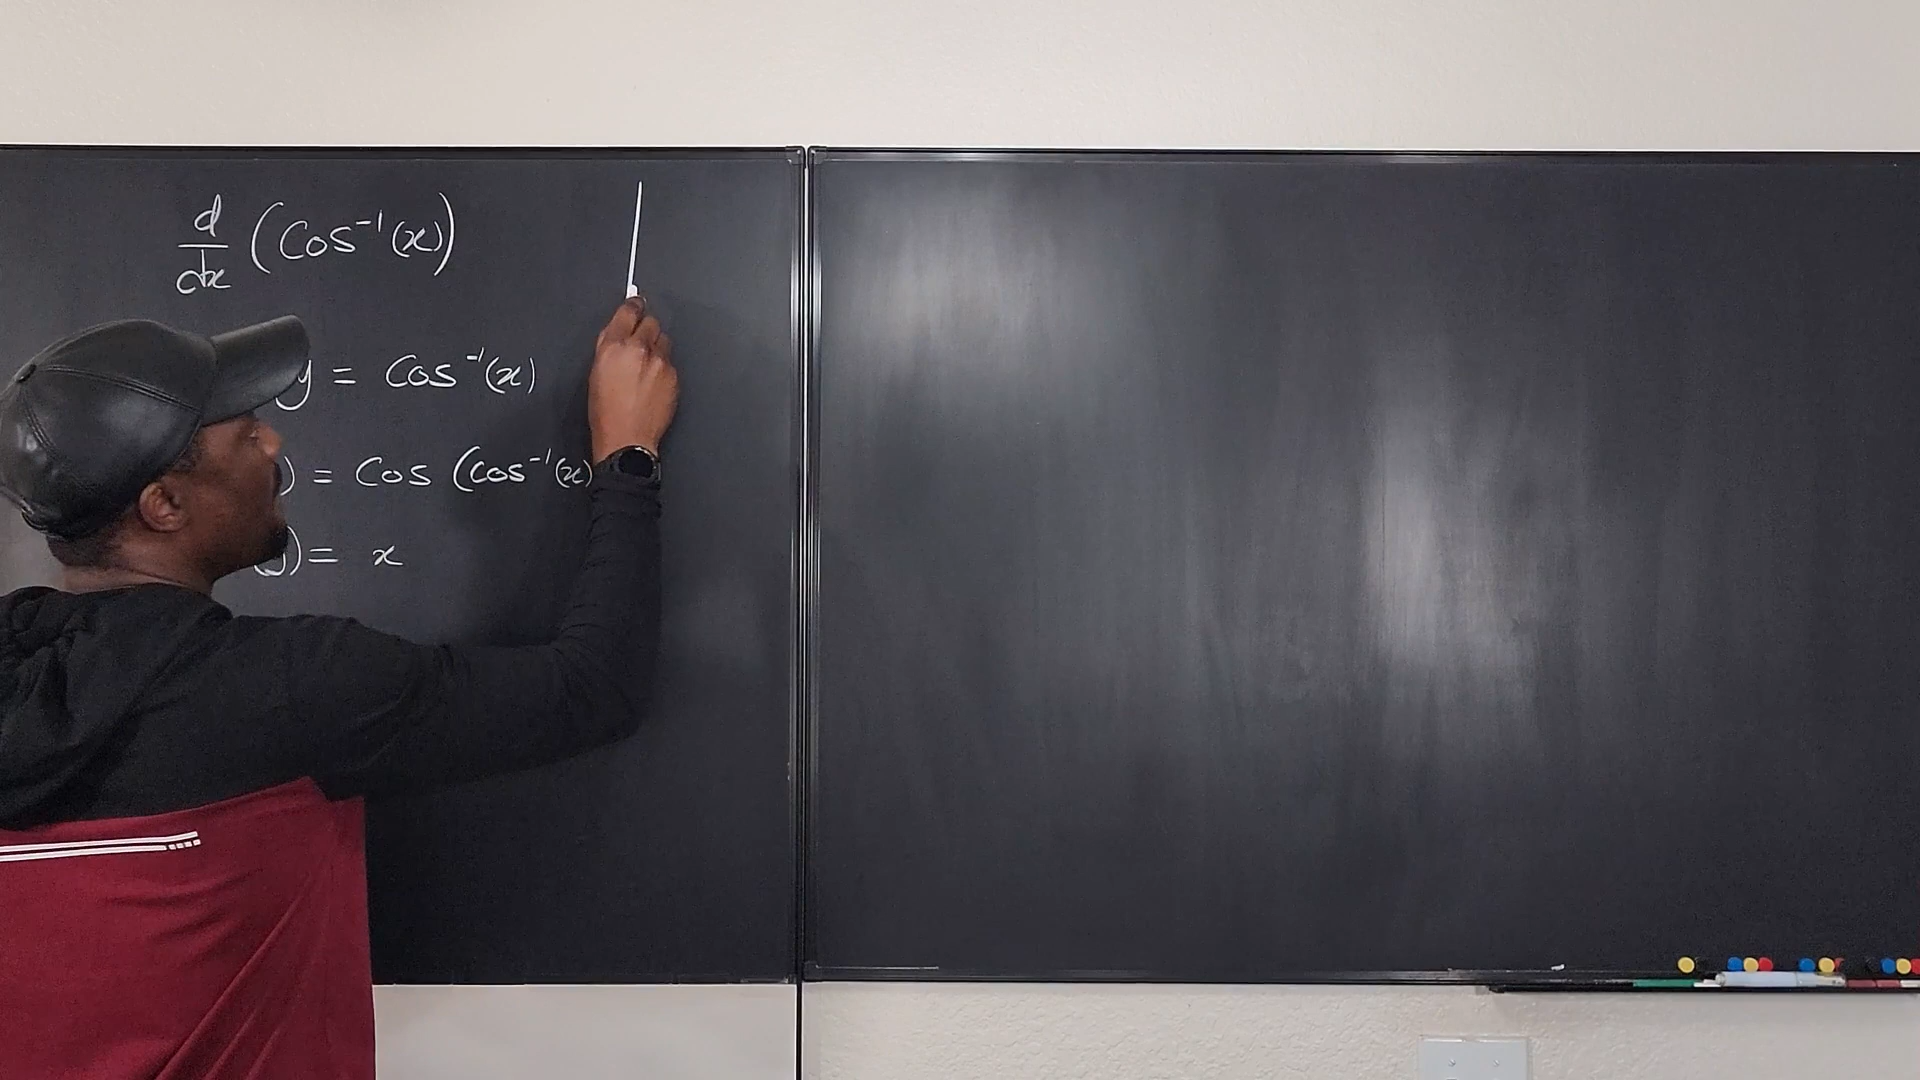 d/dx (Cos⁻¹(x))
y = Cos⁻¹(x)
) = Cos (Cos⁻¹(x)
y) = x